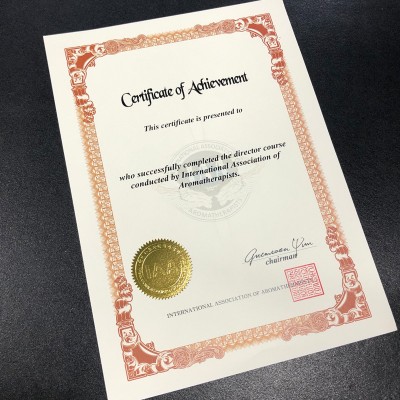 Certificate of Achievement
This certificate is presented to
who successfully completed the director course
conducted by International Association of
Aromatherapists.
chairman
INTERNATIONAL ASSOCIATION OF AROMATHERAPISTS